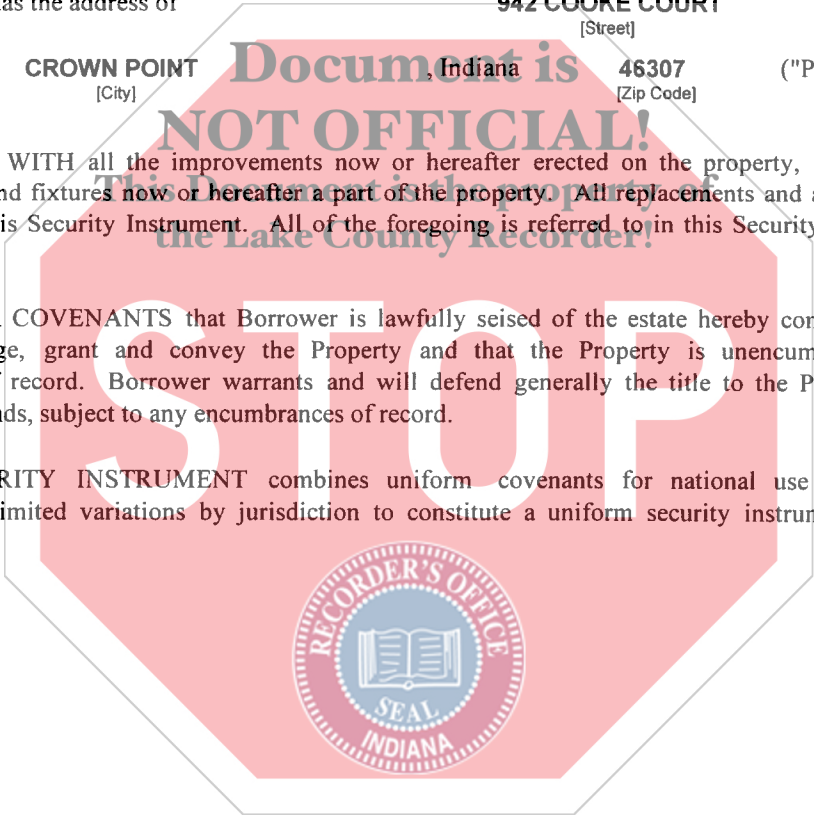 as the address of 942 COOKE COURT
[Street]
CROWN POINT , Indiana 46307 ("P
[City] [Zip Code]
Document is
NOT OFFICIAL!
This Document is the property of
the Lake County Recorder!
WITH all the improvements now or hereafter erected on the property,
nd fixtures now or hereafter a part of the property. All replacements and a
is Security Instrument. All of the foregoing is referred to in this Security
COVENANTS that Borrower is lawfully seised of the estate hereby con
ge, grant and convey the Property and that the Property is unencum
record. Borrower warrants and will defend generally the title to the P
ds, subject to any encumbrances of record.
STOP
RITY INSTRUMENT combines uniform covenants for national use
imited variations by jurisdiction to constitute a uniform security instrum
RECORDER'S OFFICE
SEAL
INDIANA